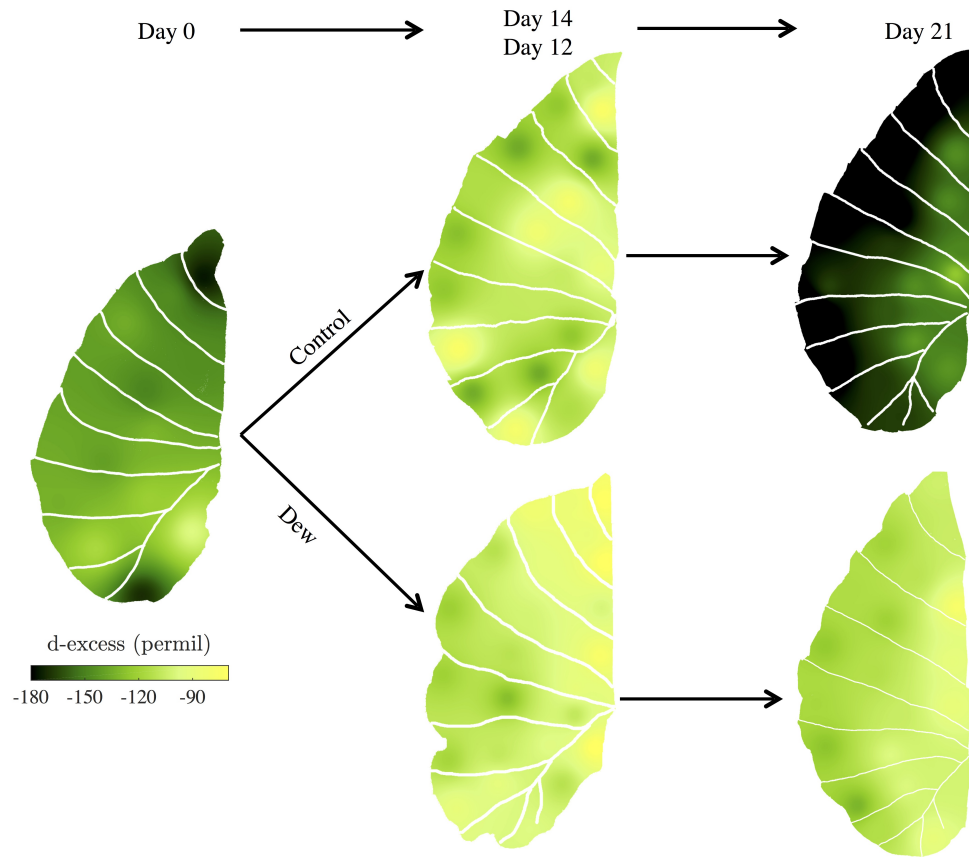 Day 0
Day 14
Day 12
Day 21
Control
Dew
d-excess (permil)
-180 -150 -120 -90